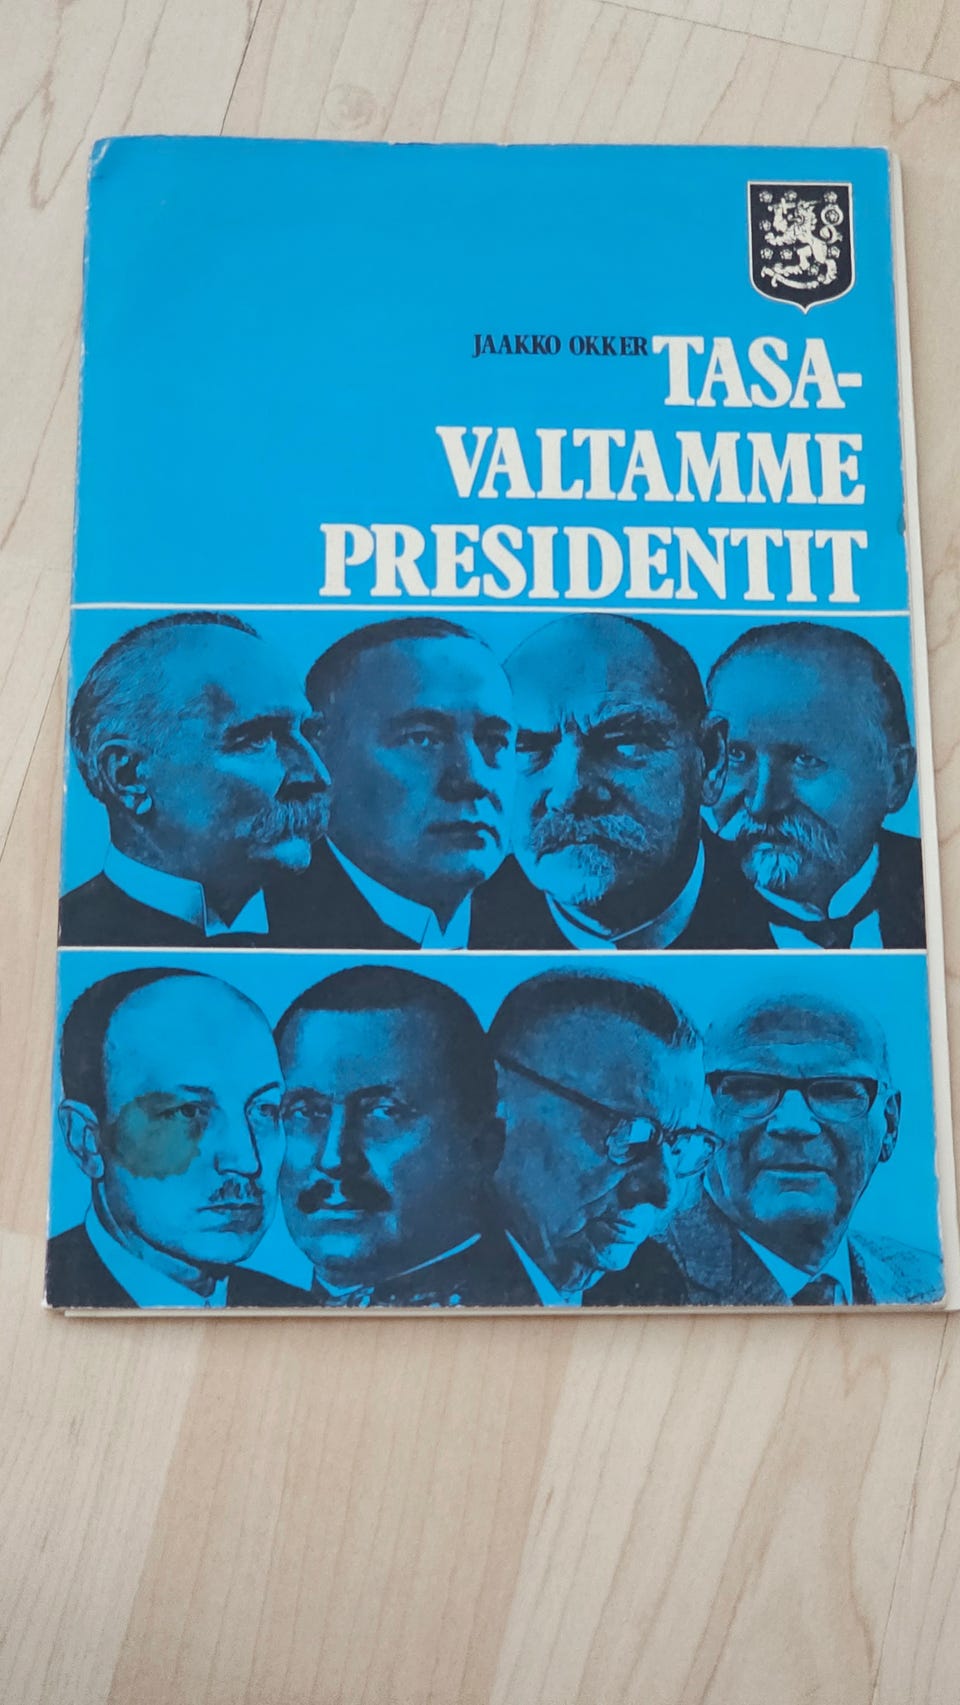 JAAKKO OKKER TASA-
VALTAMME
PRESIDENTIT